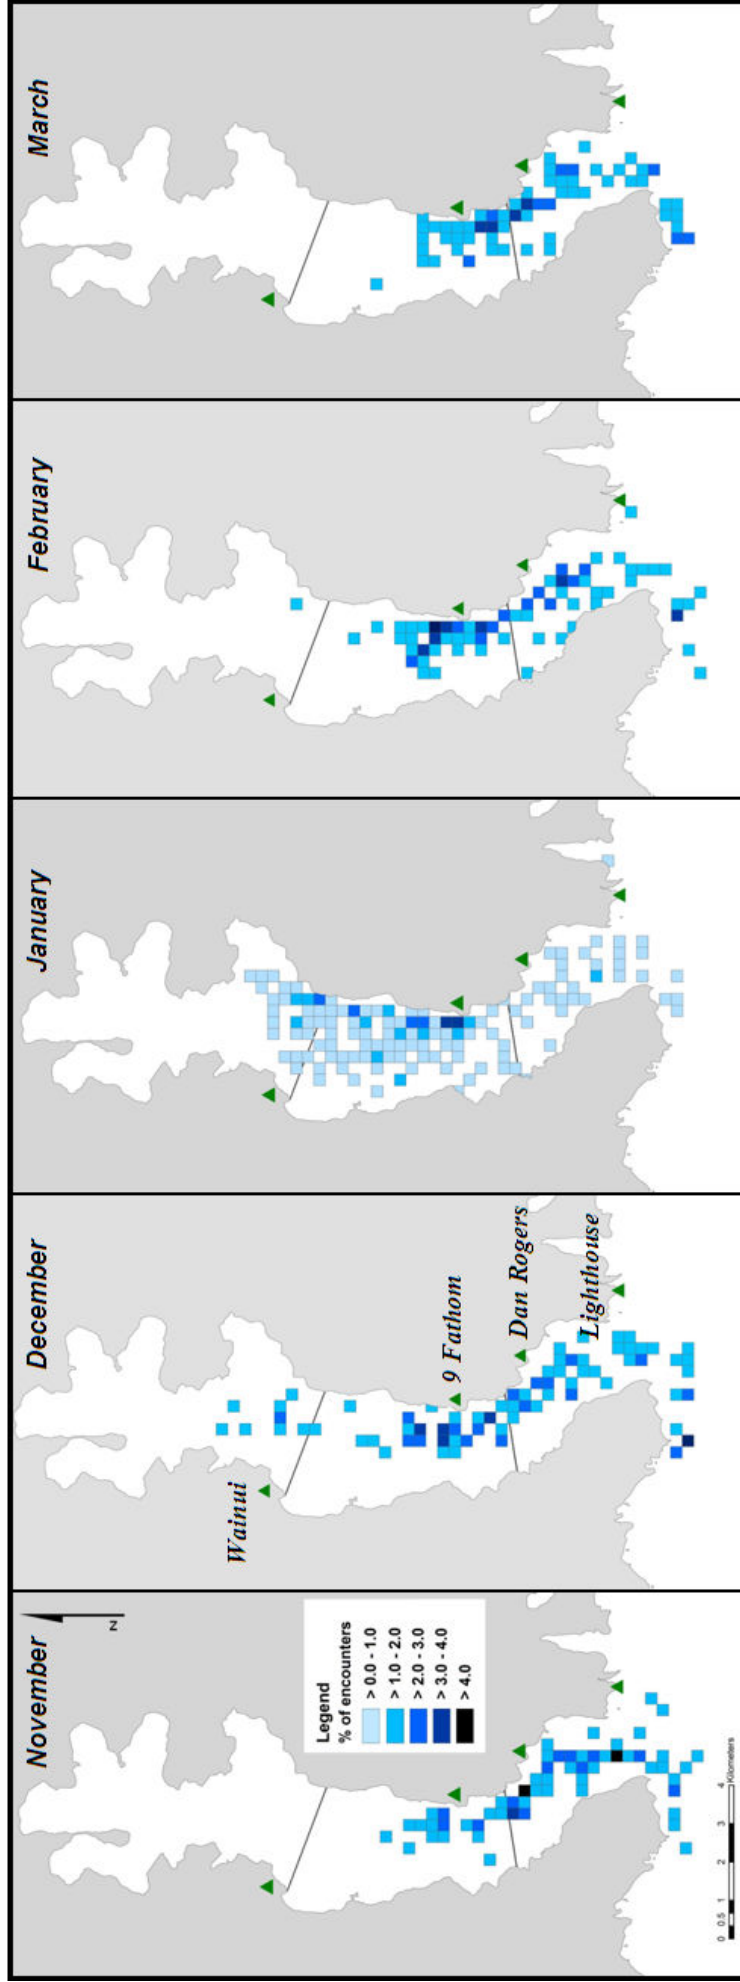 November
December
January
February
March
N
Legend
% of encounters
> 0.0 - 1.0
> 1.0 - 2.0
> 2.0 - 3.0
> 3.0 - 4.0
> 4.0
0 0.5 1 2 3 4
Kilometers
Wainui
9 Fathom
Dan Rogers
Lighthouse